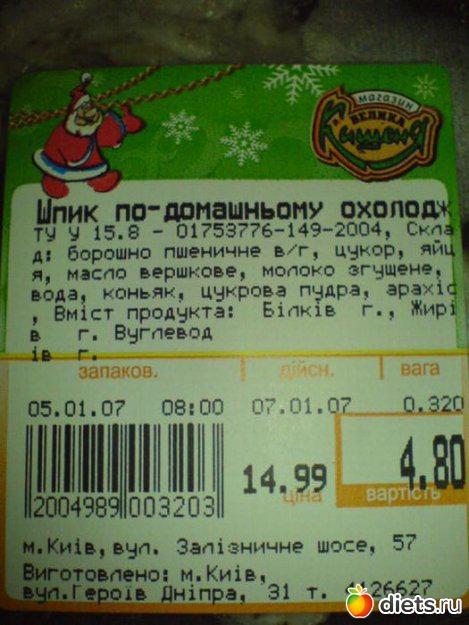 магазин
ВЕЛИКА
КишеНЯ
Шпик по-домашньому охолодж
ТУ У 15.8 - 01753776-149-2004, Скла
д: борошно пшеничне в/г, цукор, яйц
я, масло вершкове, молоко згущене,
вода, коньяк, цукрова пудра, арахіс
, Вміст продукта: Білків г., Жирі
в г. Вуглевод
ів г.
запаков. дійсн. вага
05.01.07 08:00 07.01.07 0.320
14.99 4.80
ціна вартість
2004989 003203
м.Київ,вул. Залізничне шосе, 57
Виготовлено: м.Київ,
вул.Героїв Дніпра, 31 т.
diets.ru